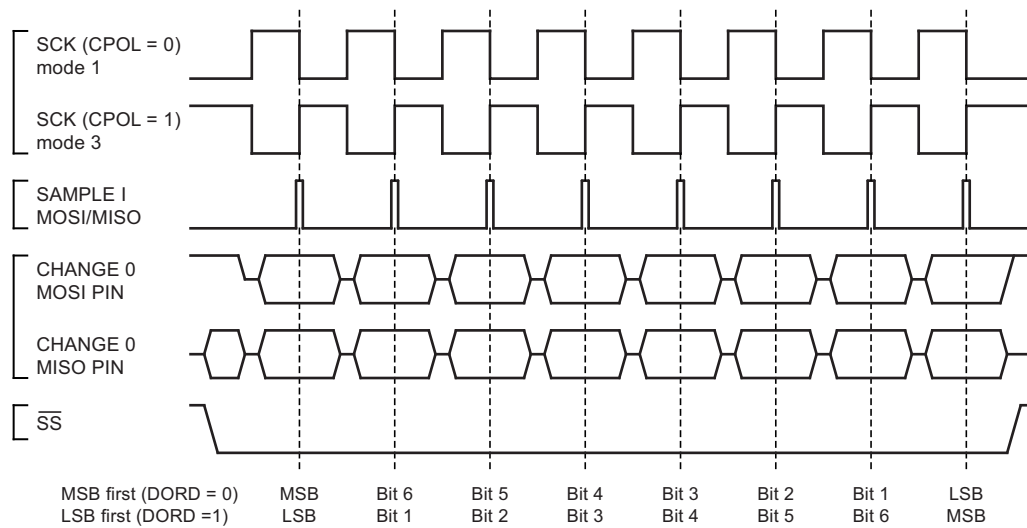 SCK (CPOL = 0)
mode 1
SCK (CPOL = 1)
mode 3
SAMPLE I
MOSI/MISO
CHANGE 0
MOSI PIN
CHANGE 0
MISO PIN
SS
MSB first (DORD = 0) MSB Bit 6 Bit 5 Bit 4 Bit 3 Bit 2 Bit 1 LSB
LSB first (DORD =1) LSB Bit 1 Bit 2 Bit 3 Bit 4 Bit 5 Bit 6 MSB